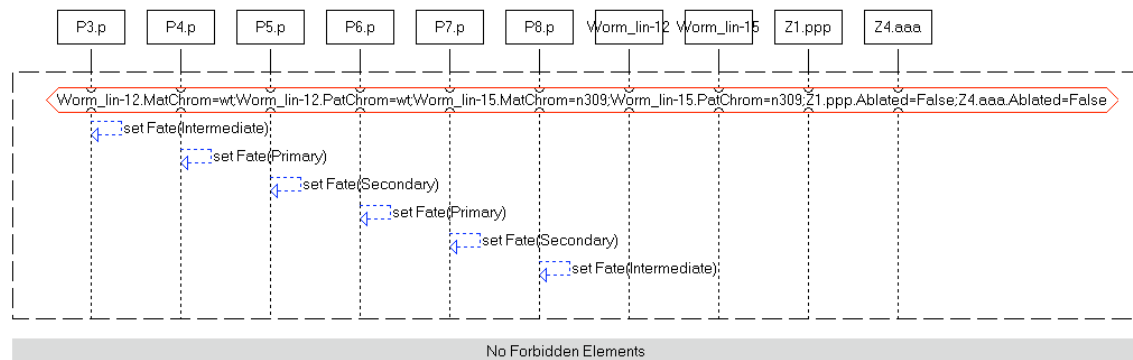 P3.p P4.p P5.p P6.p P7.p P8.p Worm_lin-12 Worm_lin-15 Z1.ppp Z4.aaa
Worm_lin-12.MatChrom=wt;Worm_lin-12.PatChrom=wt;Worm_lin-15.MatChrom=n309;Worm_lin-15.PatChrom=n309;Z1.ppp.Ablated=False;Z4.aaa.Ablated=False
set Fate(Intermediate)
set Fate(Primary)
set Fate(Secondary)
set Fate(Primary)
set Fate(Secondary)
set Fate(Intermediate)
No Forbidden Elements